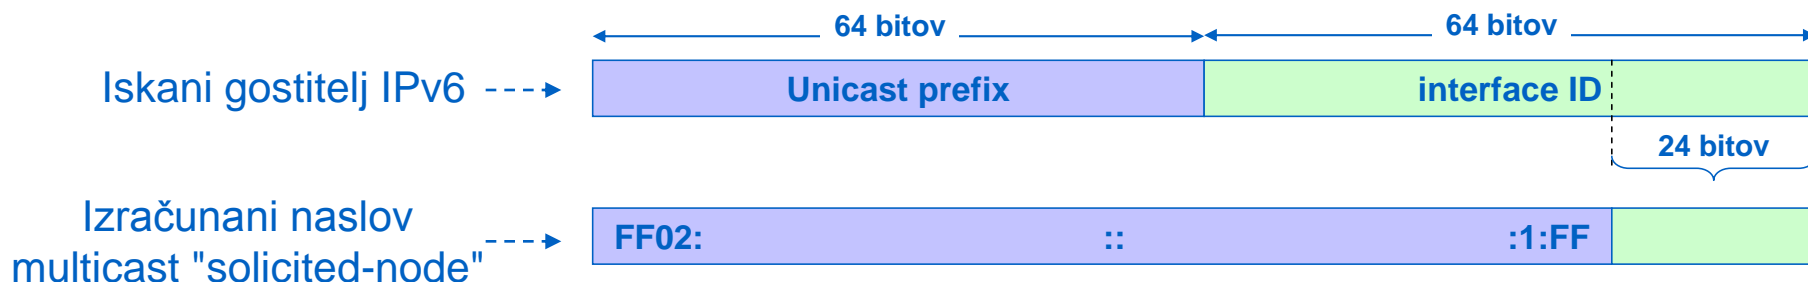 64 bitov 64 bitov
Iskani gostitelj IPv6 Unicast prefix interface ID
24 bitov
Izračunani naslov
multicast "solicited-node"
FF02: :: :1:FF